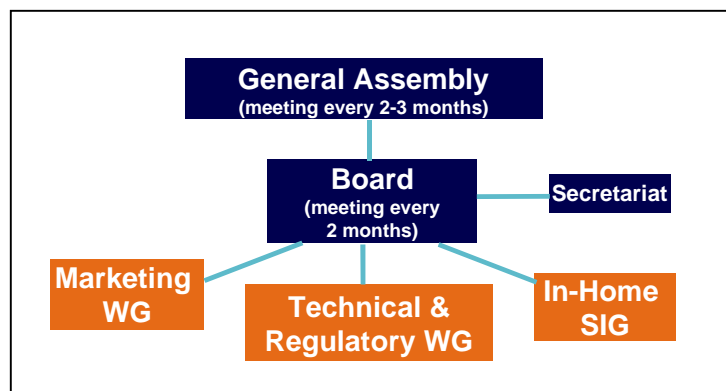 General Assembly
(meeting every 2-3 months)
Board
(meeting every
2 months)
Secretariat
Marketing
WG
Technical &
Regulatory WG
In-Home
SIG